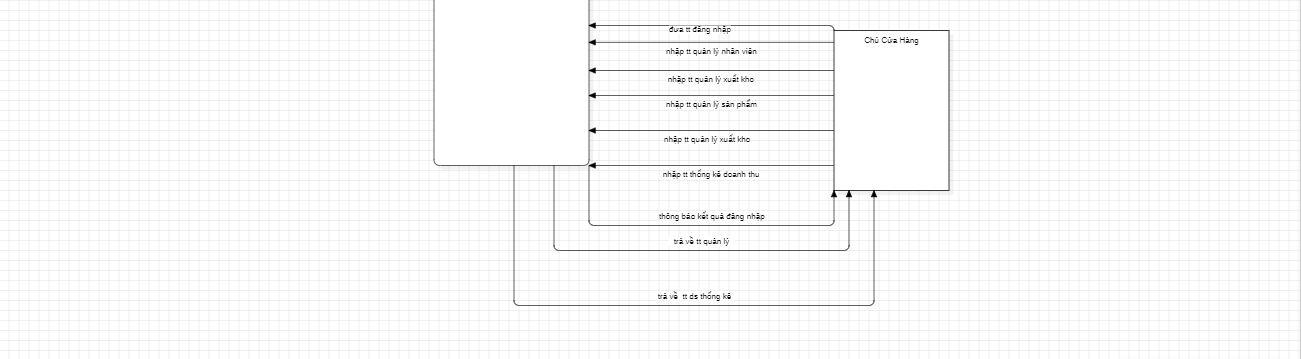 đưa tt đăng nhập
Chủ Cửa Hàng
nhập tt quản lý nhân viên
nhập tt quản lý xuất kho
nhập tt quản lý sản phẩm
nhập tt quản lý xuất kho
nhập tt thống kê doanh thu
thông báo kết quả đăng nhập
trả về tt quản lý
trả về tt ds thống kê